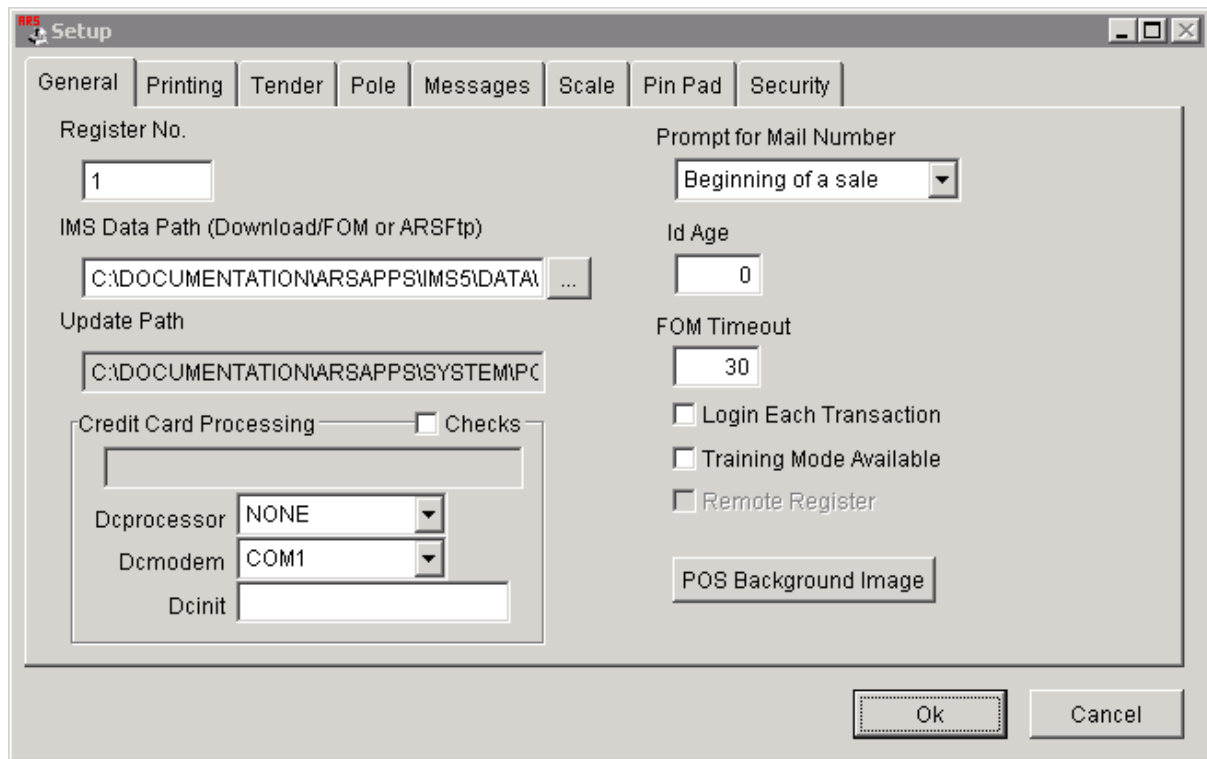 ARS
Setup
General Printing Tender Pole Messages Scale Pin Pad Security
Register No.
1
IMS Data Path (Download/FOM or ARSFtp)
C:\DOCUMENTATION\ARSAPPS\IMS5\DATA\ ...
Update Path
C:\DOCUMENTATION\ARSAPPS\SYSTEM\PO
Credit Card Processing Checks
Dcprocessor NONE
Dcmodem COM1
Dcinit
Prompt for Mail Number
Beginning of a sale
Id Age
0
FOM Timeout
30
Login Each Transaction
Training Mode Available
Remote Register
POS Background Image
Ok Cancel